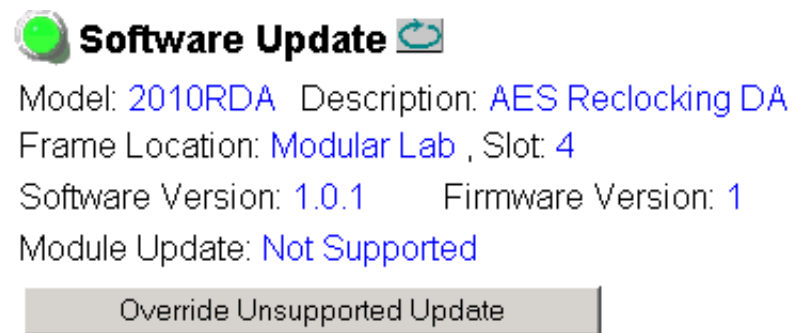 Software Update
Model: 2010RDA Description: AES Reclocking DA
Frame Location: Modular Lab , Slot: 4
Software Version: 1.0.1 Firmware Version: 1
Module Update: Not Supported
Override Unsupported Update